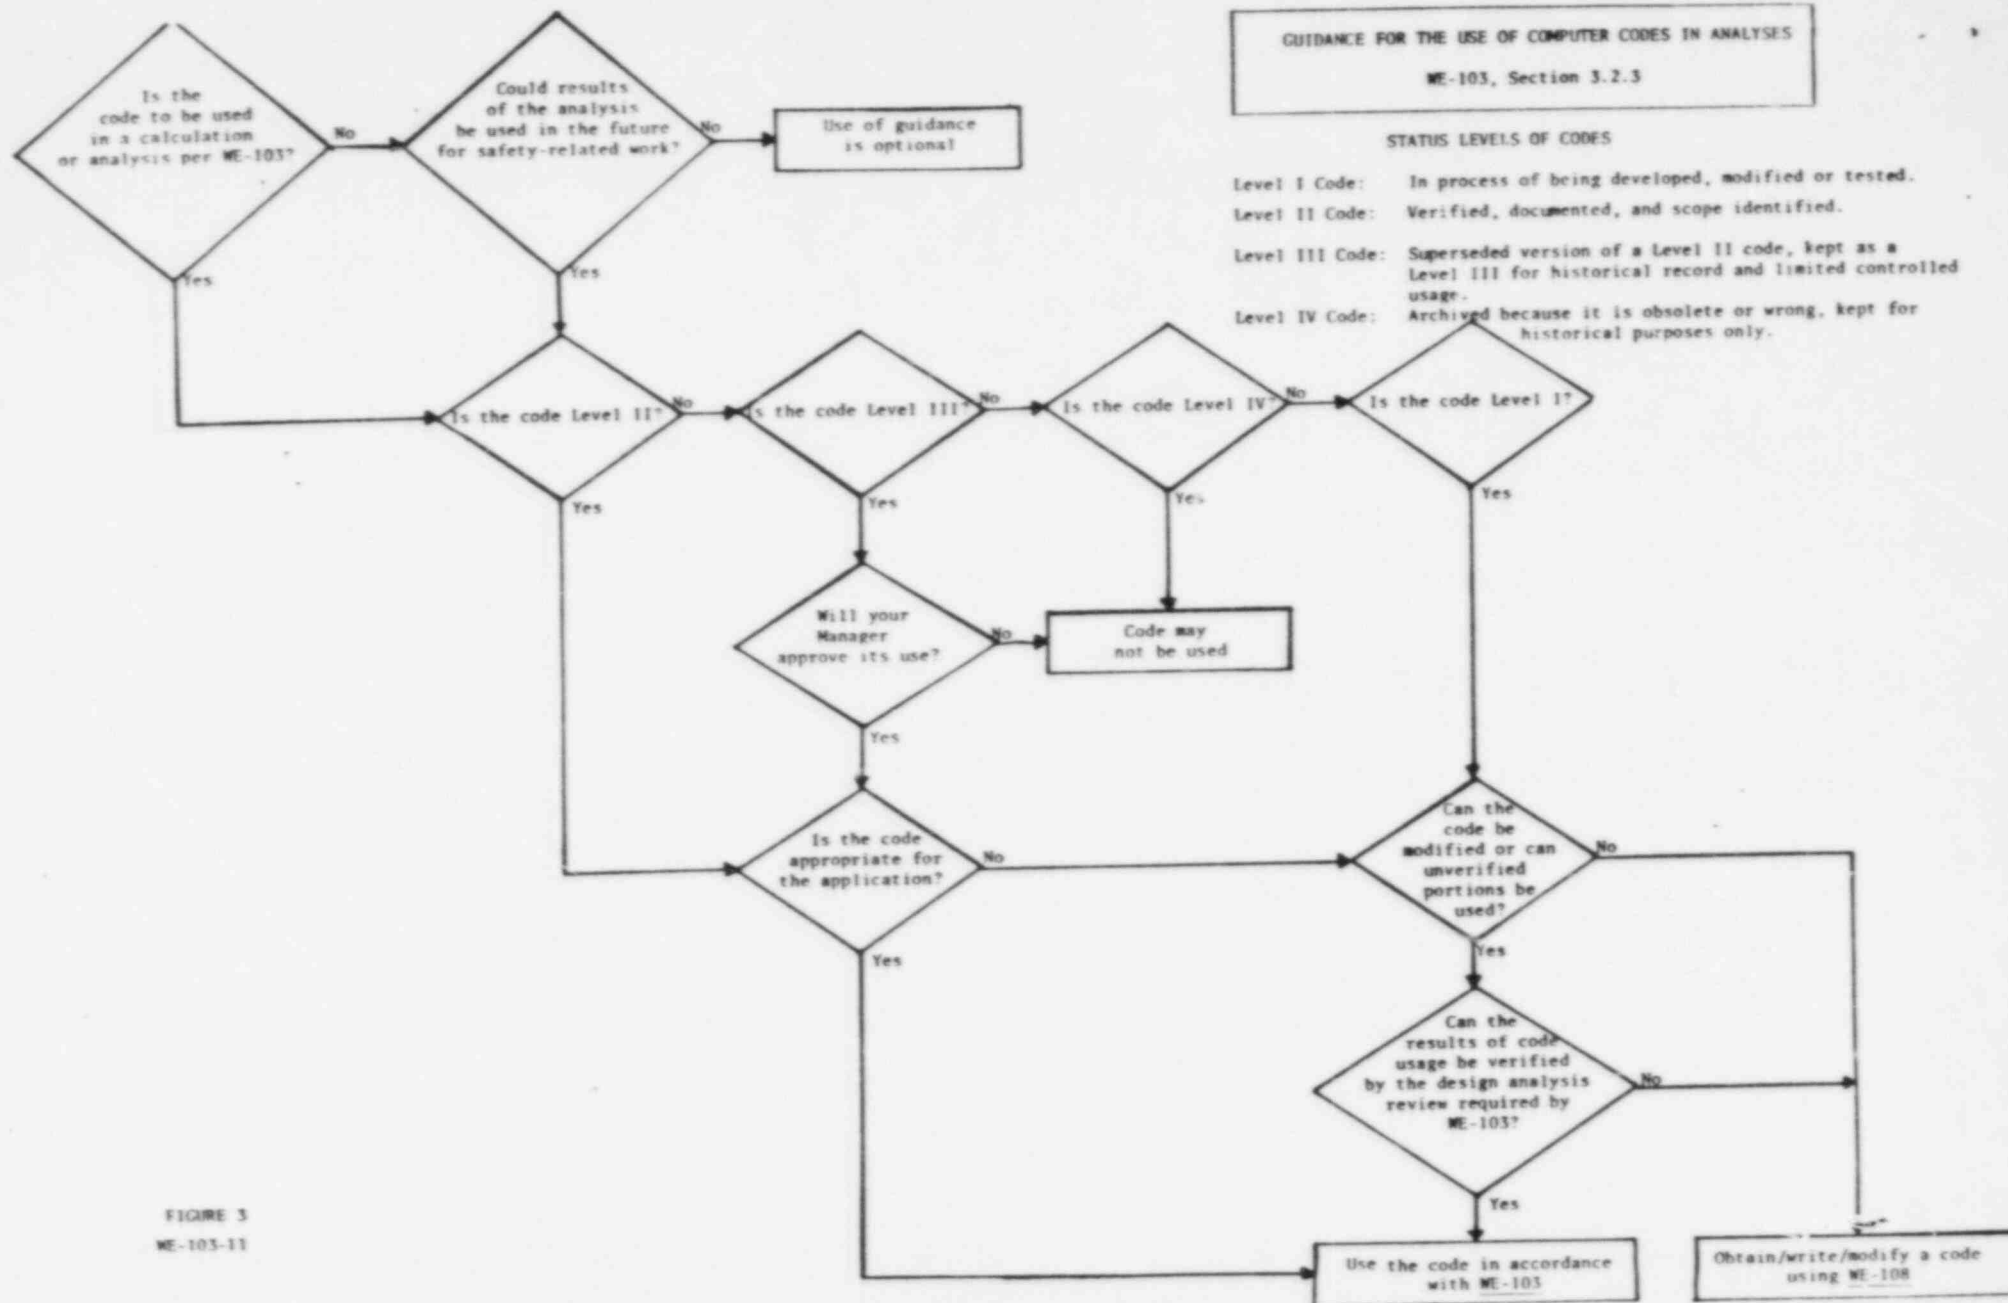 GUIDANCE FOR THE USE OF COMPUTER CODES IN ANALYSES
WE-103, Section 3.2.3
STATUS LEVELS OF CODES
Level I Code: In process of being developed, modified or tested.
Level II Code: Verified, documented, and scope identified.
Level III Code: Superseded version of a Level II code, kept as a
Level III for historical record and limited controlled
usage.
Level IV Code: Archived because it is obsolete or wrong, kept for
historical purposes only.
Is the
code to be used
in a calculation
or analysis per WE-103?
No
Yes
Could results
of the analysis
be used in the future
for safety-related work?
No
Yes
Use of guidance
is optional
Is the code Level II?
No
Yes
Is the code Level III?
No
Yes
Is the code Level IV?
No
Yes
Is the code Level I?
Yes
Will your
Manager
approve its use?
No
Yes
Code may
not be used
Is the code
appropriate for
the application?
No
Yes
Can the
code be
modified or can
unverified
portions be
used?
No
Yes
Can the
results of code
usage be verified
by the design analysis
review required by
WE-103?
No
Yes
Use the code in accordance
with WE-103
Obtain/write/modify a code
using WE-108
FIGURE 3
WE-103-11